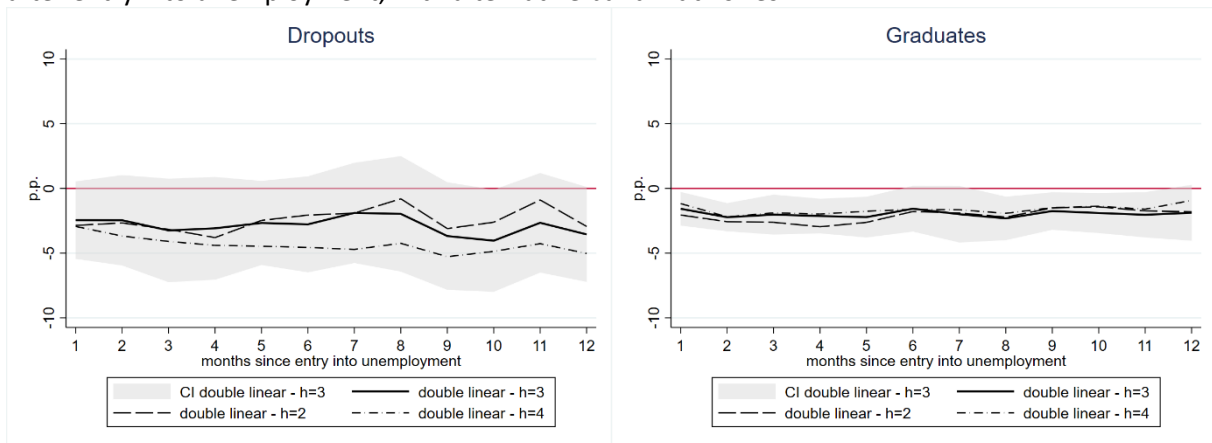 Dropouts
10
5
0
-5
-10
p.p.
1 2 3 4 5 6 7 8 9 10 11 12
months since entry into unemployment
CI double linear - h=3
double linear - h=3
double linear - h=2
double linear - h=4
Graduates
10
5
0
-5
-10
p.p.
1 2 3 4 5 6 7 8 9 10 11 12
months since entry into unemployment
CI double linear - h=3
double linear - h=3
double linear - h=2
double linear - h=4